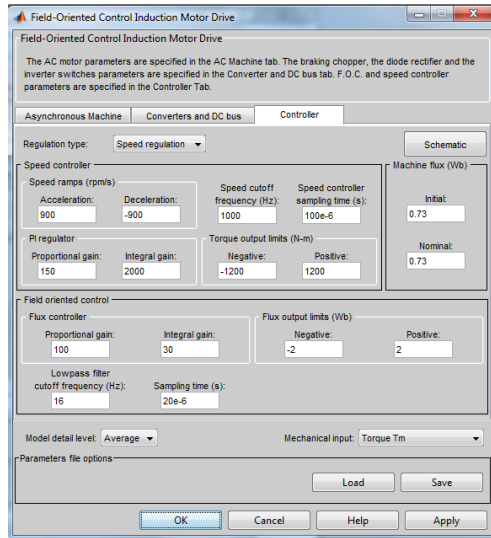 Field-Oriented Control Induction Motor Drive
Field-Oriented Control Induction Motor Drive
The AC motor parameters are specified in the AC Machine tab. The braking chopper, the diode rectifier and the
inverter switches parameters are specified in the Converter and DC bus tab. F.O.C. and speed controller
parameters are specified in the Controller Tab.
Asynchronous Machine Converters and DC bus Controller
Regulation type: Speed regulation Schematic
Speed controller Machine flux (Wb)
Speed ramps (rpm/s)
Acceleration: Deceleration: Speed cutoff frequency (Hz): Speed controller sampling time (s): Initial:
900 -900 1000 100e-6 0.73
PI regulator Torque output limits (N-m) Nominal:
Proportional gain: Integral gain: Negative: Positive: 0.73
150 2000 -1200 1200
Field oriented control
Flux controller Flux output limits (Wb)
Proportional gain: Integral gain: Negative: Positive:
100 30 -2 2
Lowpass filter
cutoff frequency (Hz): Sampling time (s):
16 20e-6
Model detail level: Average Mechanical input: Torque Tm
Parameters file options
Load Save
OK Cancel Help Apply